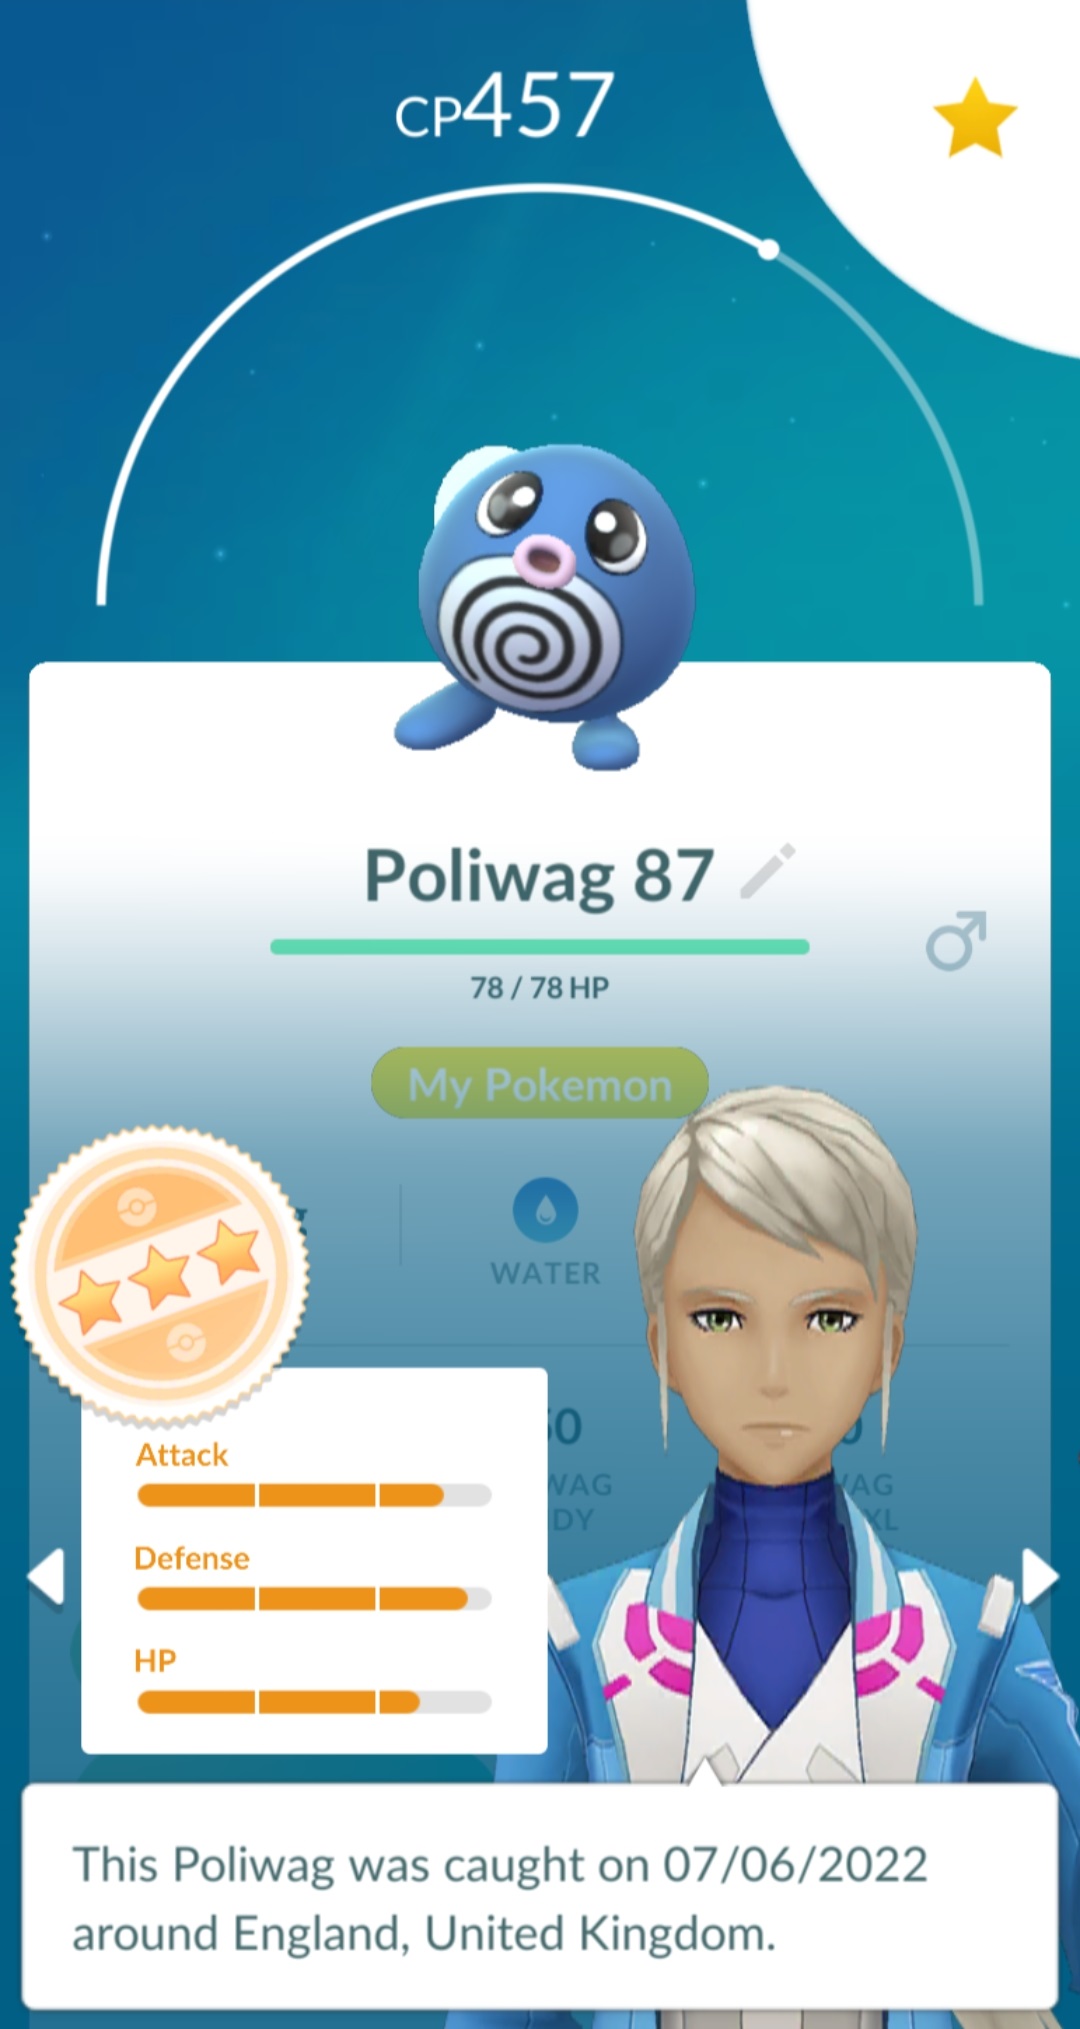 CP457
Poliwag 87
78 / 78 HP
My Pokemon
WATER
Attack
Defense
HP
This Poliwag was caught on 07/06/2022
around England, United Kingdom.